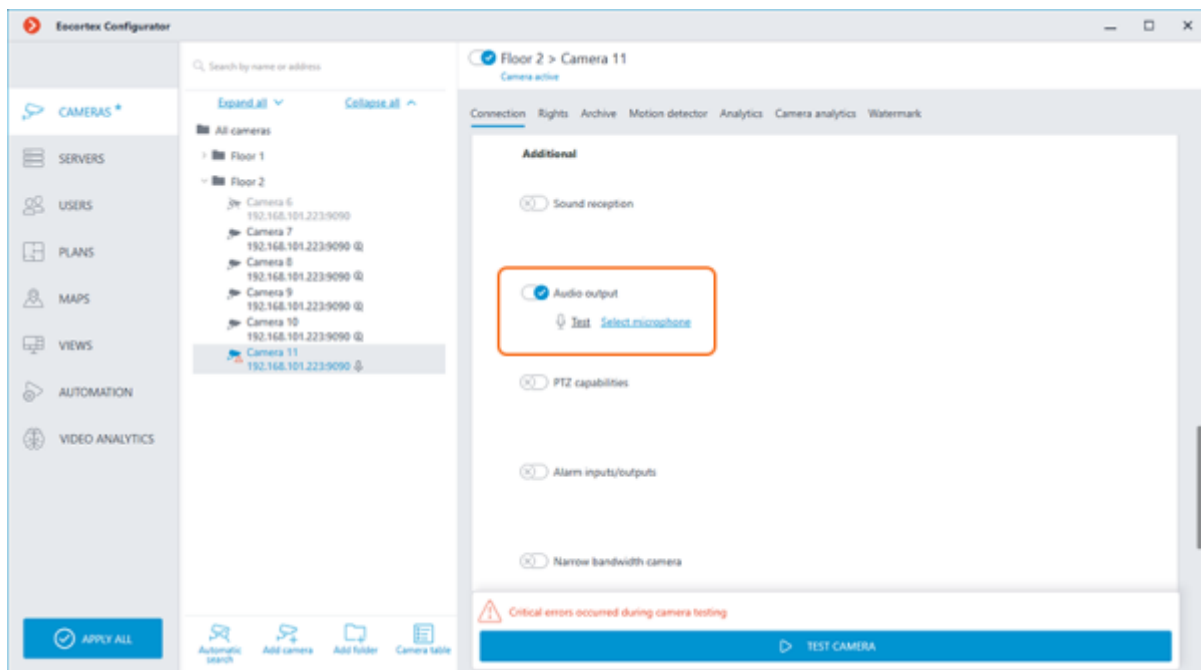 Eocortex Configurator
Search by name or address
Floor 2 > Camera 11
Camera active
Expand all
Collapse all
CAMERAS *
SERVERS
USERS
PLANS
MAPS
VIEWS
AUTOMATION
VIDEO ANALYTICS
APPLY ALL
All cameras
Floor 1
Floor 2
Camera 6
192.168.101.223:9090
Camera 7
192.168.101.223:9090
Camera 8
192.168.101.223:9090
Camera 9
192.168.101.223:9090
Camera 10
192.168.101.223:9090
Camera 11
192.168.101.223:9090
Automatic search
Add camera
Add folder
Camera table
Connection Rights Archive Motion detector Analytics Camera analytics Watermark
Additional
Sound reception
Audio output
Test Select microphone
PTZ capabilities
Alarm inputs/outputs
Narrow bandwidth camera
Critical errors occurred during camera testing
TEST CAMERA